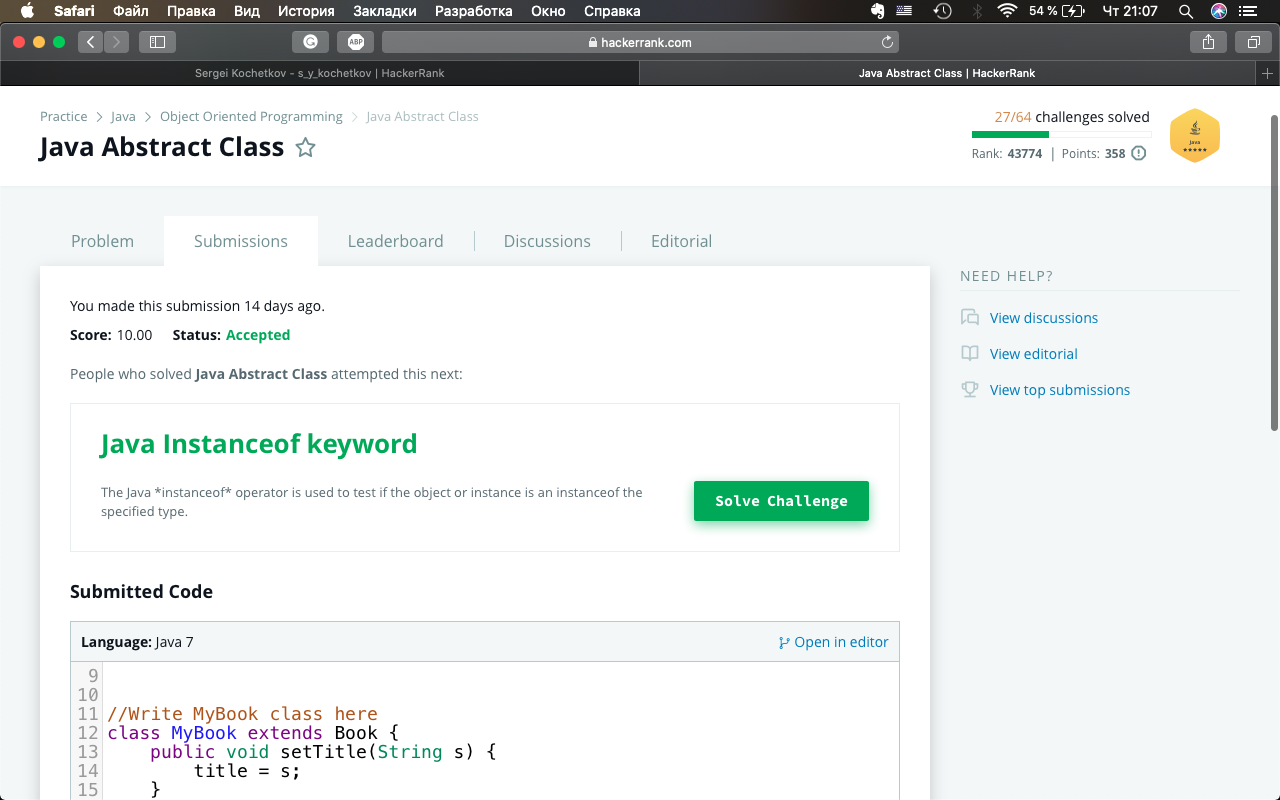 Safari Файл Правка Вид История Закладки Разработка Окно Справка 54 % Чт 21:07
ABP hackerrank.com
Sergei Kochetkov - s_y_kochetkov | HackerRank Java Abstract Class | HackerRank
Practice > Java > Object Oriented Programming > Java Abstract Class
Java Abstract Class
27/64 challenges solved
Rank: 43774 | Points: 358
Java
Problem Submissions Leaderboard Discussions Editorial
You made this submission 14 days ago.
Score: 10.00 Status: Accepted
People who solved Java Abstract Class attempted this next:
Java Instanceof keyword
The Java *instanceof* operator is used to test if the object or instance is an instanceof the
specified type.
Solve Challenge
NEED HELP?
View discussions
View editorial
View top submissions
Submitted Code
Language: Java 7 Open in editor
9
10
11 //Write MyBook class here
12 class MyBook extends Book {
13     public void setTitle(String s) {
14         title = s;
15     }